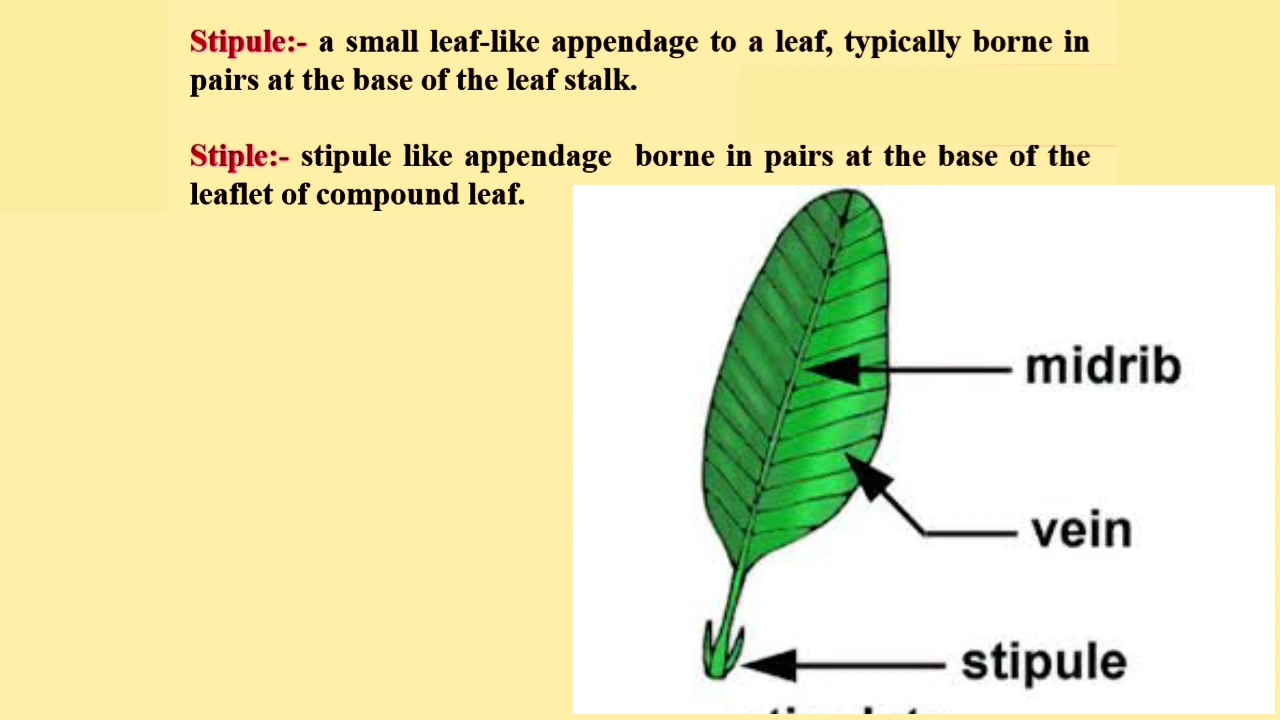 Stipule:- a small leaf-like appendage to a leaf, typically borne in
pairs at the base of the leaf stalk.
Stiple:- stipule like appendage borne in pairs at the base of the
leaflet of compound leaf.
midrib
vein
stipule